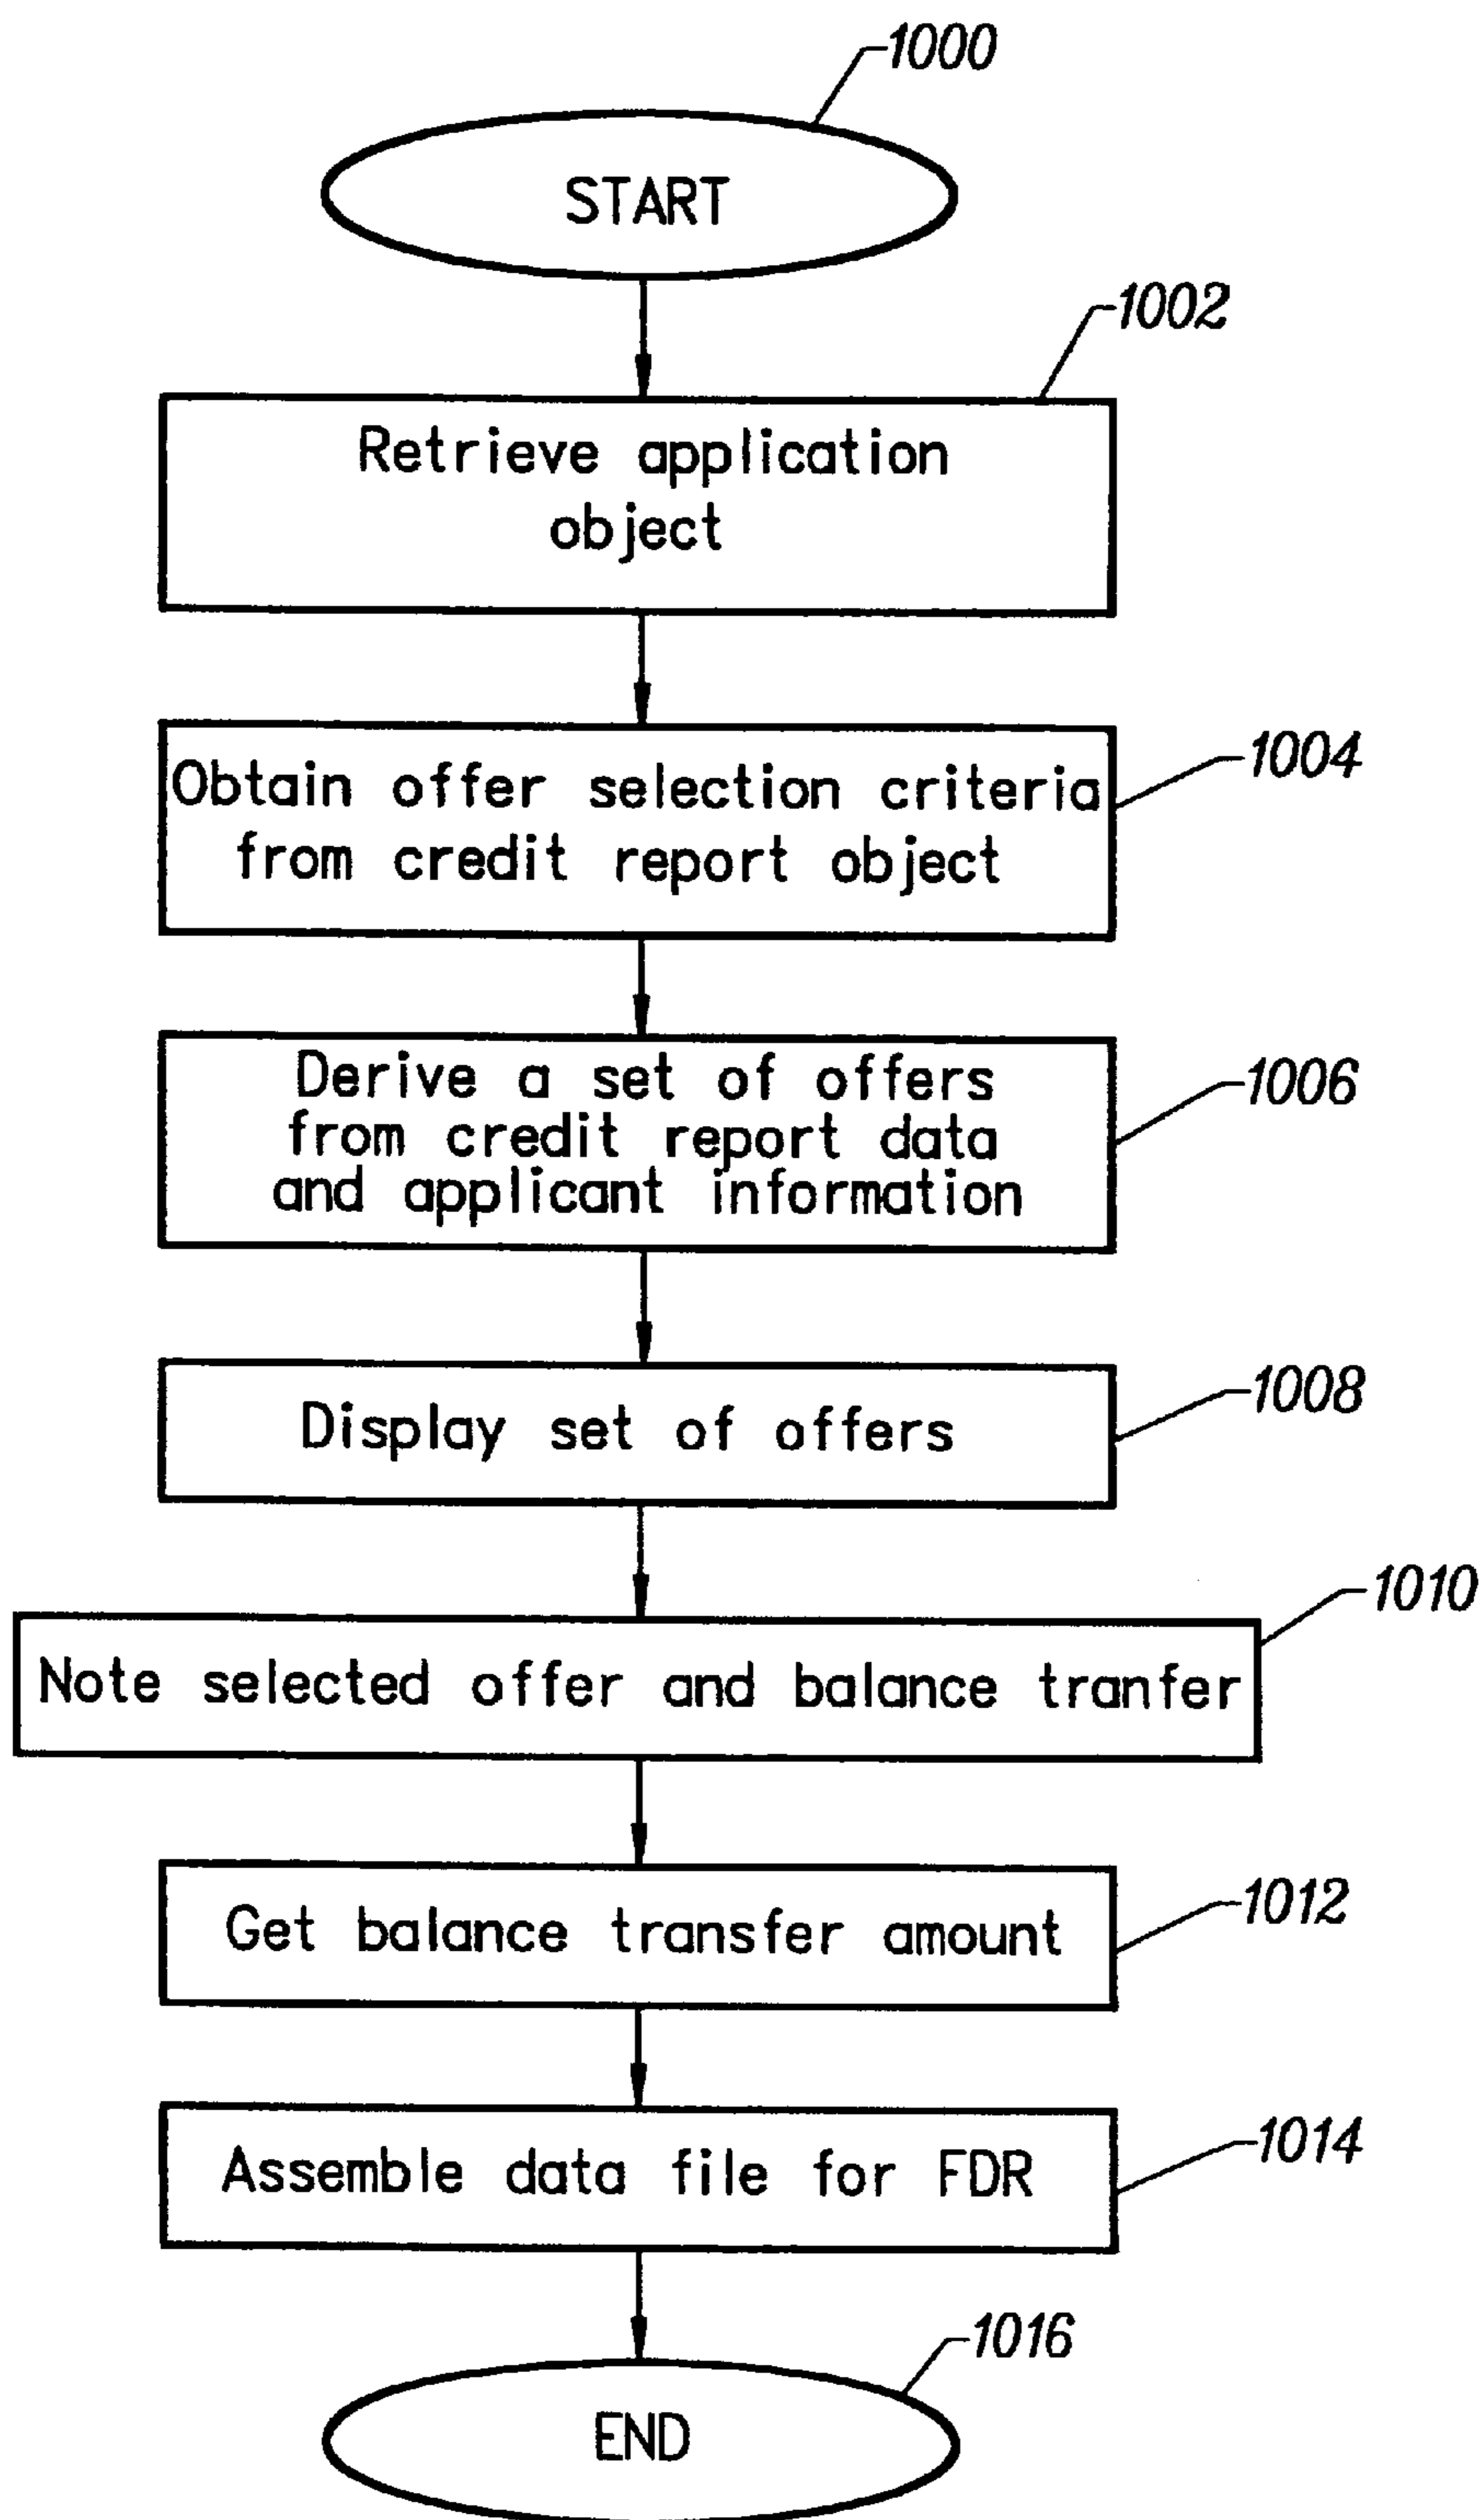 1000
START
1002
Retrieve application
object
1004
Obtain offer selection criteria
from credit report object
1006
Derive a set of offers
from credit report data
and applicant information
1008
Display set of offers
1010
Note selected offer and balance tranfer
1012
Get balance transfer amount
1014
Assemble data file for FDR
1016
END